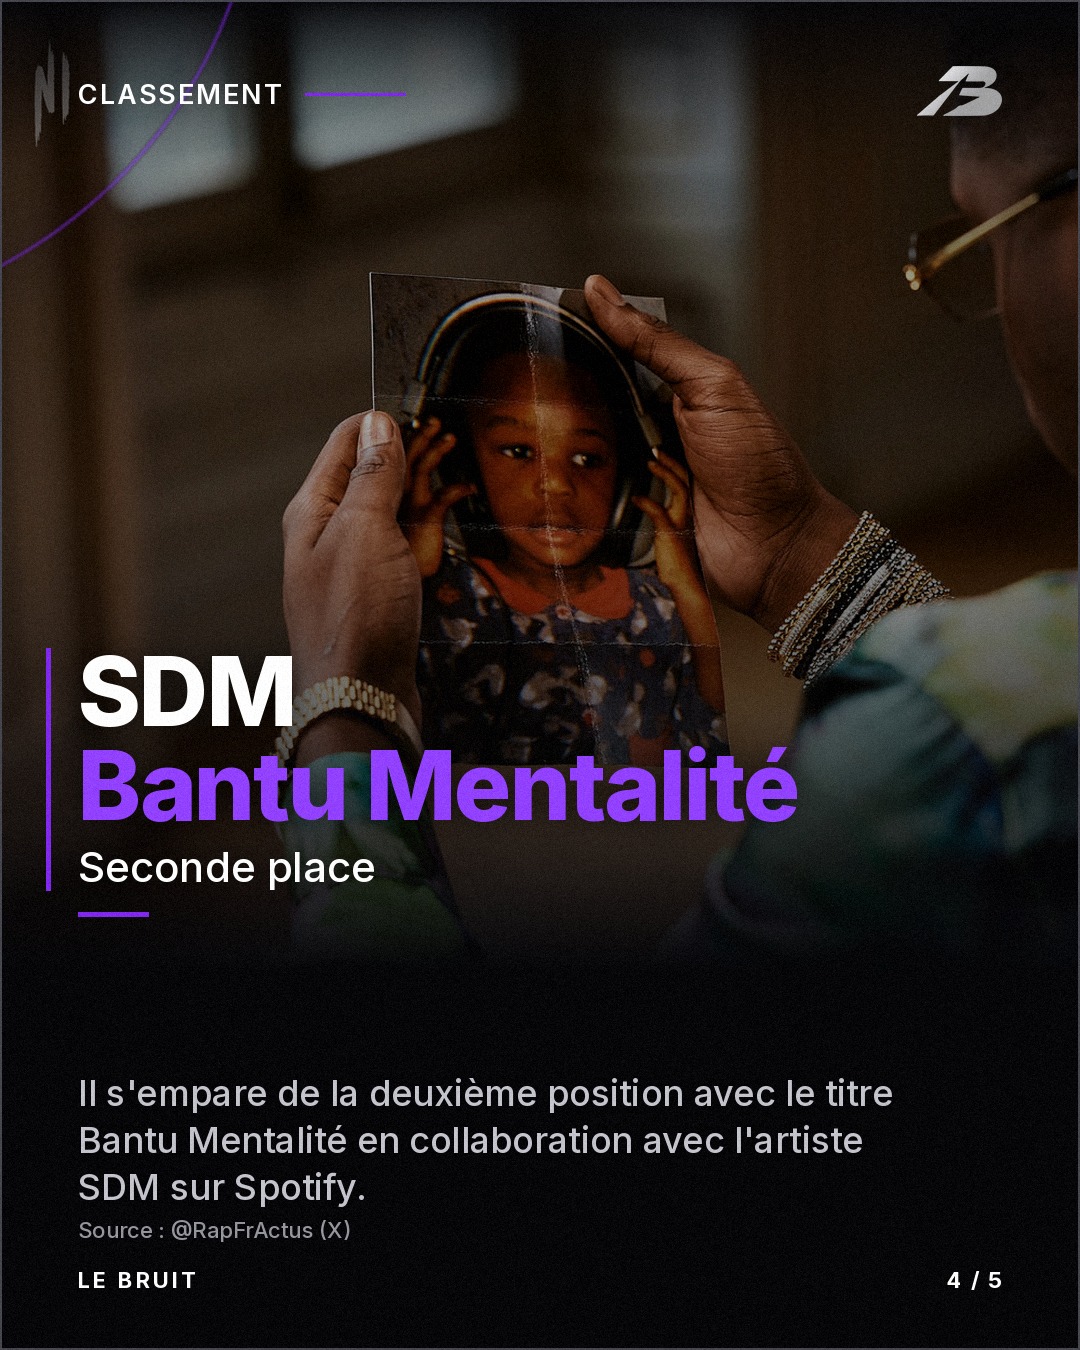 CLASSEMENT
SDM
Bantu Mentalité
Seconde place
Il s'empare de la deuxième position avec le titre
Bantu Mentalité en collaboration avec l'artiste
SDM sur Spotify.
Source : @RapFrActus (X)
LE BRUIT
4 / 5